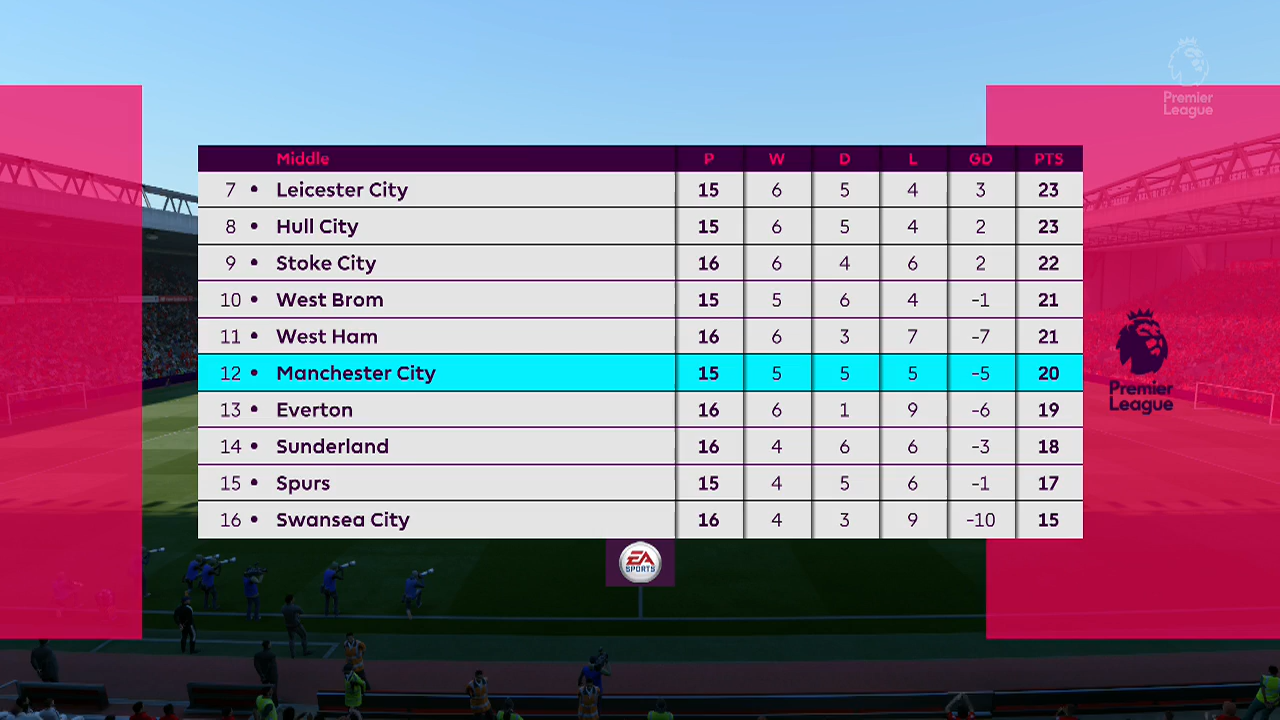 Premier
League
Middle P W D L GD PTS
7 • Leicester City 15 6 5 4 3 23
8 • Hull City 15 6 5 4 2 23
9 • Stoke City 16 6 4 6 2 22
10 • West Brom 15 5 6 4 -1 21
11 • West Ham 16 6 3 7 -7 21
12 • Manchester City 15 5 5 5 -5 20
13 • Everton 16 6 1 9 -6 19
14 • Sunderland 16 4 6 6 -3 18
15 • Spurs 15 4 5 6 -1 17
16 • Swansea City 16 4 3 9 -10 15
Premier
League
EA
SPORTS